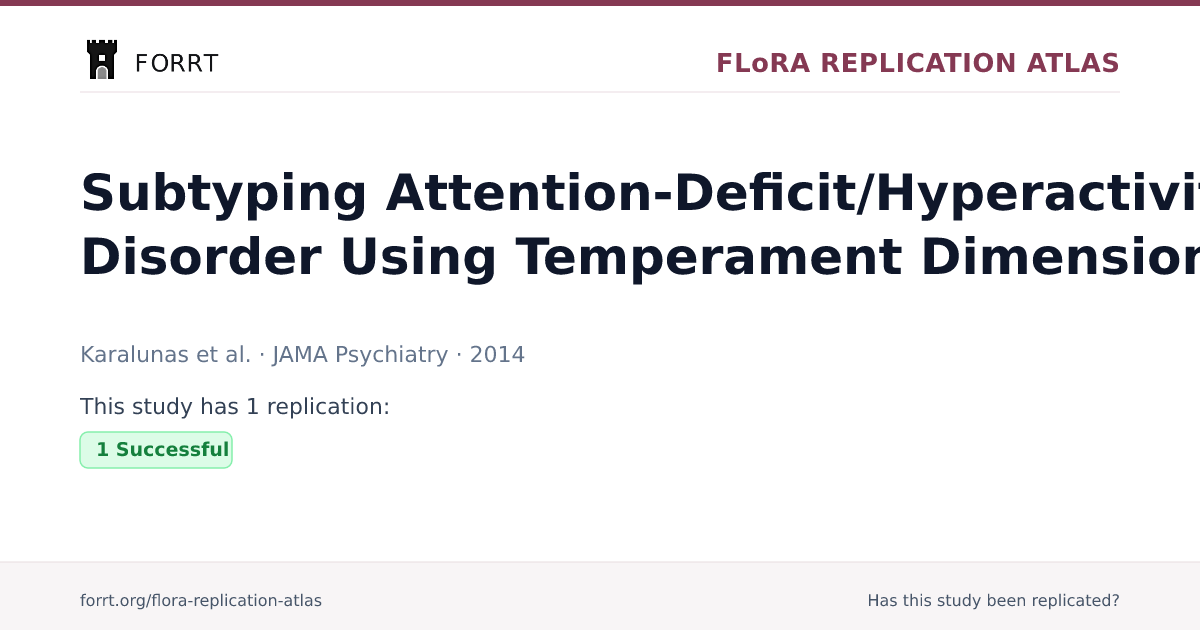 FORRT
FLoRA REPLICATION ATLAS
Subtyping Attention-Deficit/Hyperactivi
Disorder Using Temperament Dimension
Karalunas et al. · JAMA Psychiatry · 2014
This study has 1 replication:
1 Successful
forrt.org/flora-replication-atlas
Has this study been replicated?